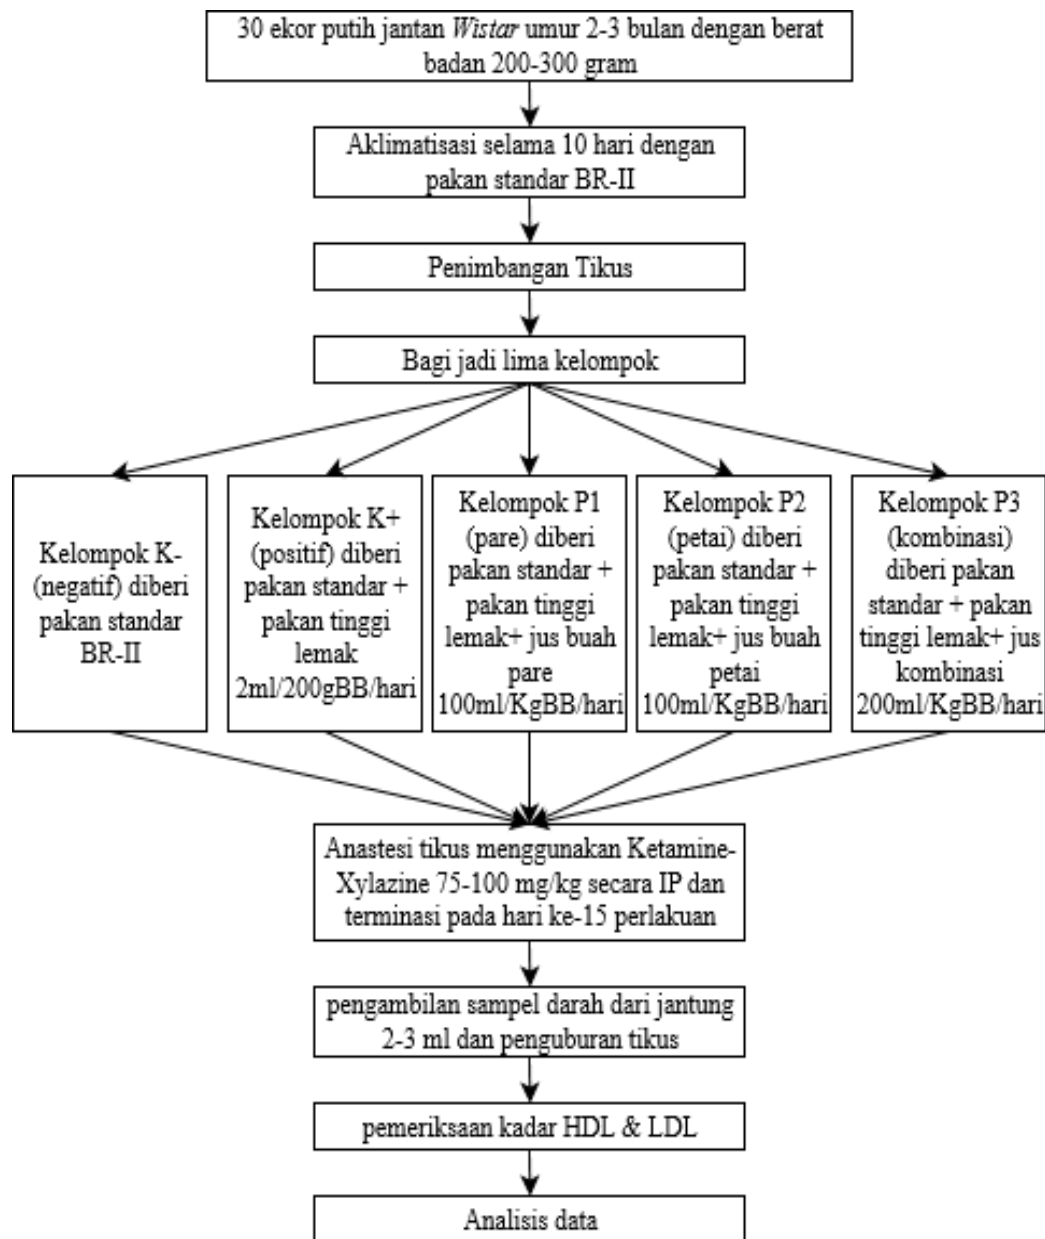 30 ekor putih jantan Wistar umur 2-3 bulan dengan berat
badan 200-300 gram
Aklimatisasi selama 10 hari dengan
pakan standar BR-II
Penimbangan Tikus
Bagi jadi lima kelompok
Kelompok K-
(negatif) diberi
pakan standar
BR-II
Kelompok K+
(positif) diberi
pakan standar +
pakan tinggi
lemak
2ml/200gBB/hari
Kelompok P1
(pare) diberi
pakan standar +
pakan tinggi
lemak+ jus buah
pare
100ml/KgBB/hari
Kelompok P2
(petai) diberi
pakan standar +
pakan tinggi
lemak+ jus buah
petai
100ml/KgBB/hari
Kelompok P3
(kombinasi)
diberi pakan
standar + pakan
tinggi lemak+ jus
kombinasi
200ml/KgBB/hari
Anastesi tikus menggunakan Ketamine-
Xylazine 75-100 mg/kg secara IP dan
terminasi pada hari ke-15 perlakuan
pengambilan sampel darah dari jantung
2-3 ml dan penguburan tikus
pemeriksaan kadar HDL & LDL
Analisis data